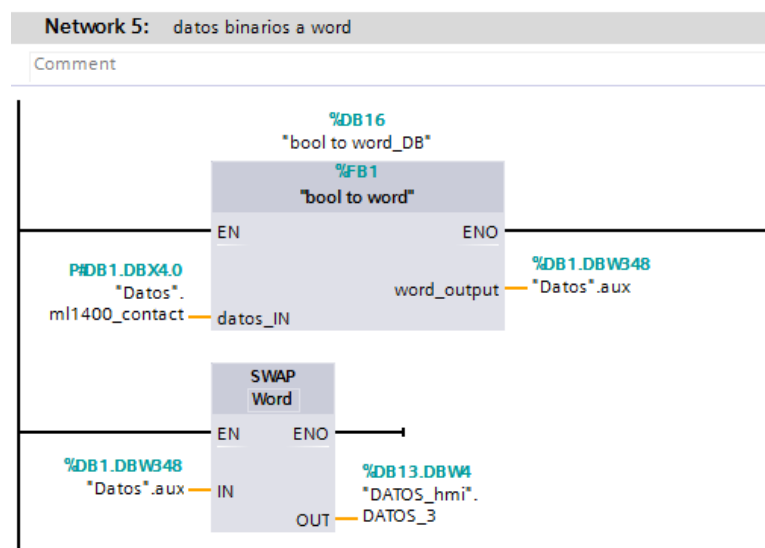 Network 5: datos binarios a word
Comment
%DB16
"bool to word_DB"
%FB1
"bool to word"
EN ENO
P#DB1.DBX4.0
"Datos".
ml1400_contact datos_IN
%DB1.DBW348
word_output "Datos".aux
SWAP
Word
EN ENO
%DB1.DBW348
"Datos".aux IN
%DB13.DBW4
"DATOS_hmi".
OUT DATOS_3